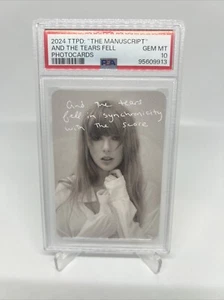 2024 TTPD: "THE MANUSCRIPT"
AND THE TEARS FELL GEM MT
PHOTOCARDS 10
PSA 95609913
And the tears
fell in synchronicity
with the score